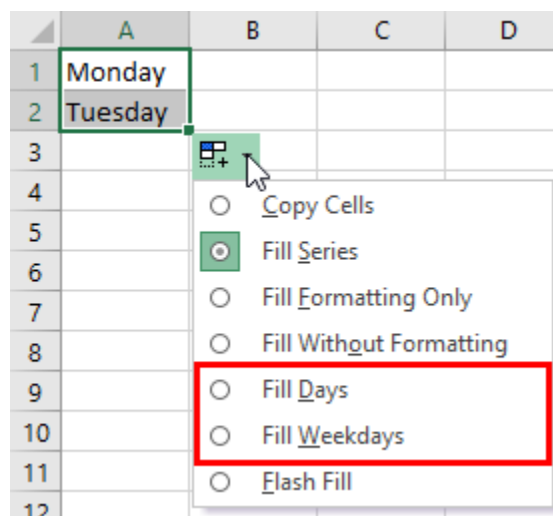 A B C D
1 Monday
2 Tuesday
3
4 Copy Cells
5 Fill Series
6
7 Fill Formatting Only
8 Fill Without Formatting
9 Fill Days
10 Fill Weekdays
11 Flash Fill
12